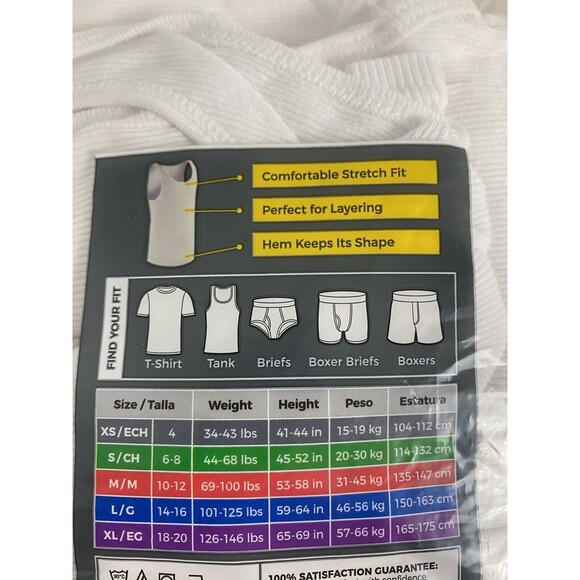 Comfortable Stretch Fit
Perfect for Layering
Hem Keeps Its Shape
FIND YOUR FIT
T-Shirt Tank Briefs Boxer Briefs Boxers
Size / Talla Weight Height Peso Estatura
XS/ECH 4 34-43 lbs 41-44 in 15-19 kg 104-112 cm
S/CH 6-8 44-68 lbs 45-52 in 20-30 kg 114-132 cm
M/M 10-12 69-100 lbs 53-58 in 31-45 kg 135-147 cm
L/G 14-16 101-125 lbs 59-64 in 46-56 kg 150-163 cm
XL/EG 18-20 126-146 lbs 65-69 in 57-66 kg 165-175 cm
30°C
100% SATISFACTION GUARANTEE:
with confidence.